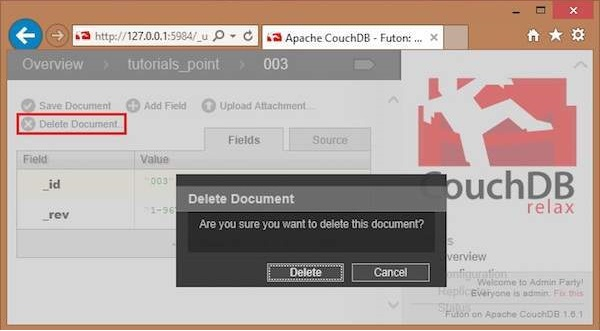 http://127.0.0.1:5984/_u
Apache CouchDB - Futon: ...
Overview
tutorials_point
003
Save Document
Add Field
Upload Attachment...
Delete Document...
Fields
Source
Field
Value
_id
"003"
_rev
"1-96
Delete Document
Are you sure you want to delete this document?
Delete
Cancel
CouchDB
relax
Overview
Configuration
Replicator
Status
Welcome to Admin Party!
Everyone is admin. Fix this
Futon on Apache CouchDB 1.6.1